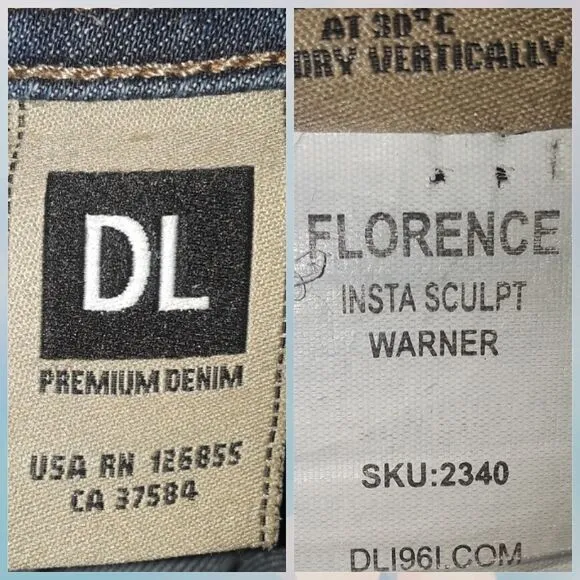 DL
PREMIUM DENIM
USA RN 126855
CA 37584
AT 30°C
DRY VERTICALLY
FLORENCE
INSTA SCULPT
WARNER
SKU:2340
DL1961.COM